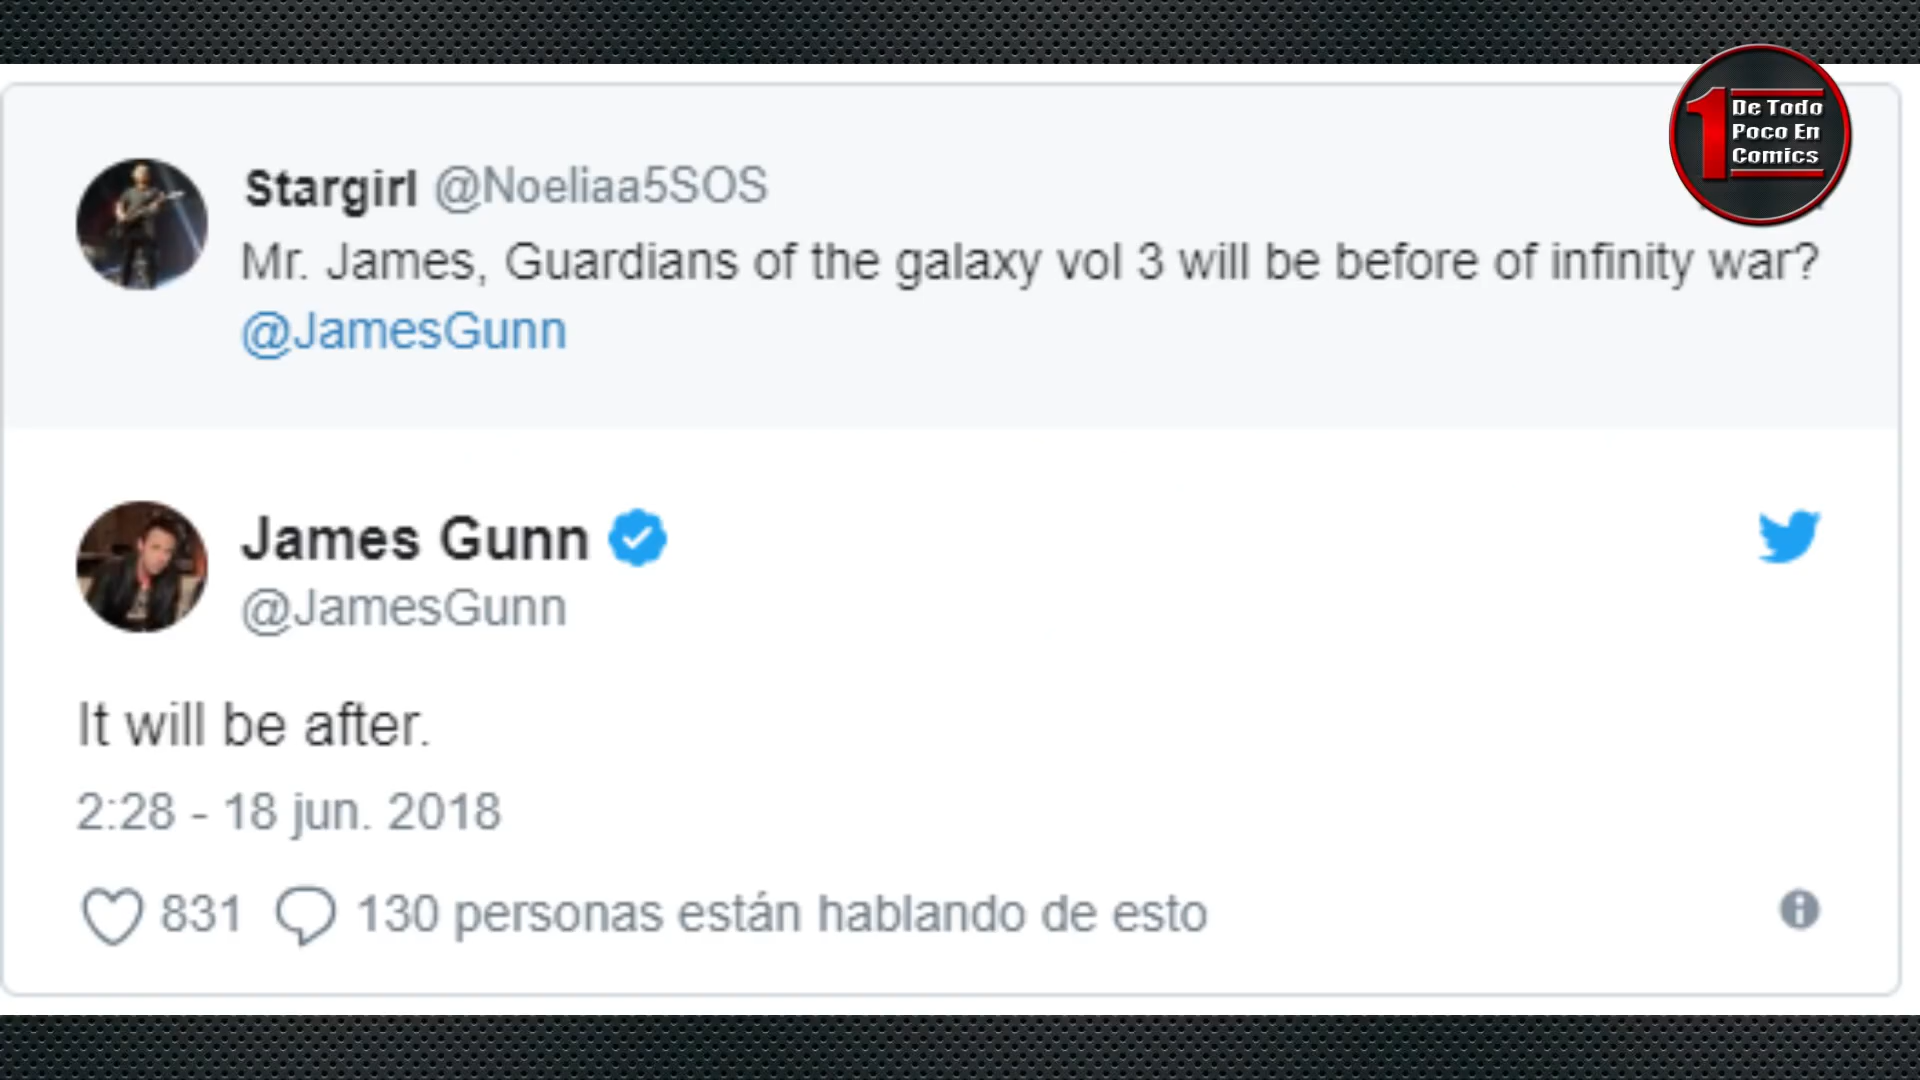 1 De Todo
Poco En
Comics
Stargirl @Noeliaa5SOS
Mr. James, Guardians of the galaxy vol 3 will be before of infinity war?
@JamesGunn
James Gunn
@JamesGunn
It will be after.
2:28 - 18 jun. 2018
831 130 personas están hablando de esto